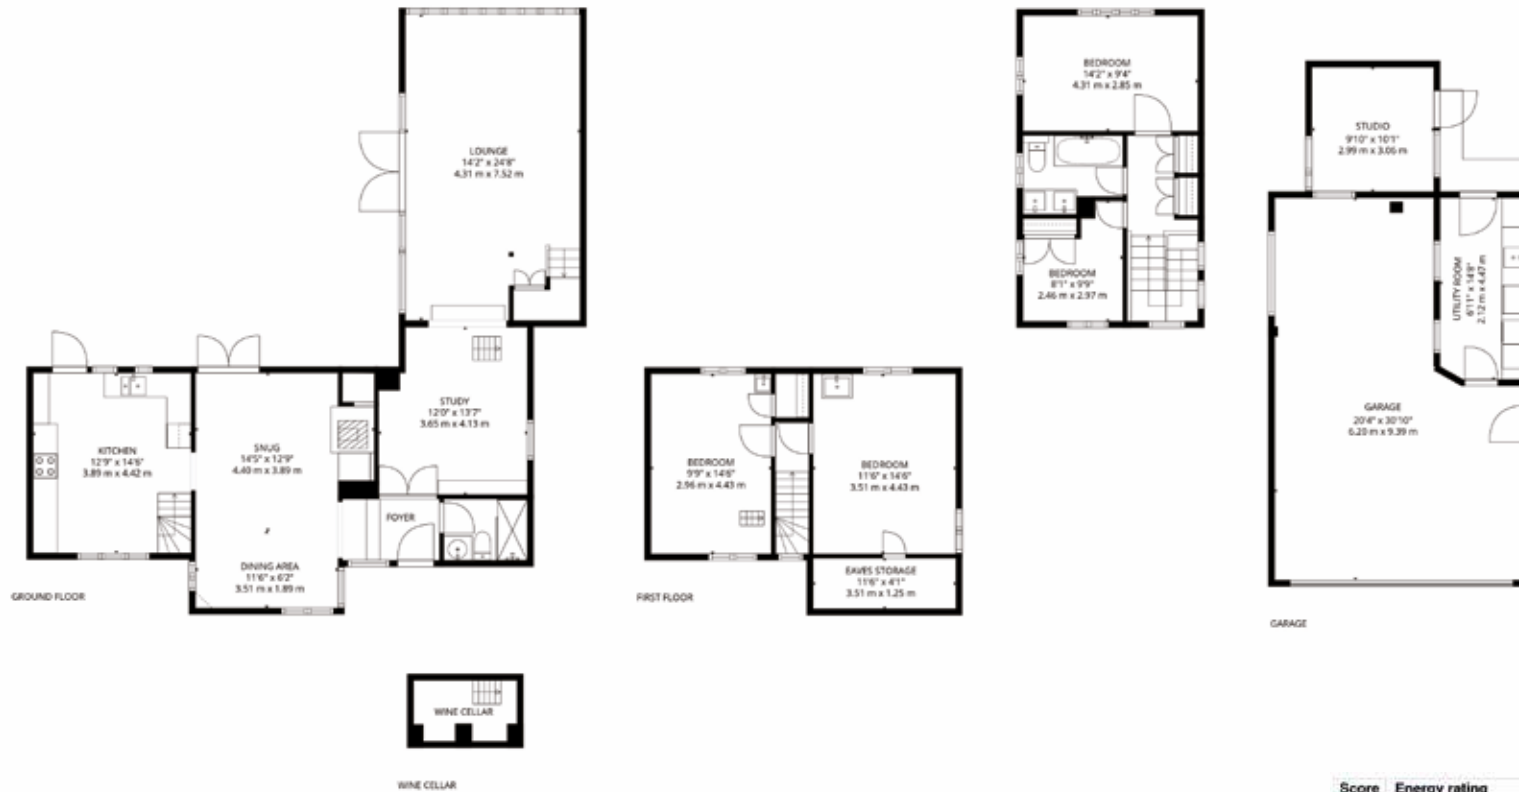 LOUNGE
14'2" x 24'8"
4.31 m x 7.52 m
KITCHEN
12'9" x 14'6"
3.89 m x 4.42 m
SNUG
14'5" x 12'9"
4.40 m x 3.89 m
STUDY
12'0" x 13'7"
3.65 m x 4.13 m
FOYER
DINING AREA
11'6" x 6'2"
3.51 m x 1.89 m
GROUND FLOOR
WINE CELLAR
WINE CELLAR
BEDROOM
9'9" x 14'6"
2.96 m x 4.43 m
BEDROOM
11'6" x 14'6"
3.51 m x 4.43 m
EAVES STORAGE
11'6" x 4'1"
3.51 m x 1.25 m
FIRST FLOOR
BEDROOM
14'2" x 9'4"
4.31 m x 2.85 m
BEDROOM
8'1" x 9'9"
2.46 m x 2.97 m
STUDIO
9'10" x 10'1"
2.99 m x 3.06 m
UTILITY ROOM
6'11" x 14'8"
2.12 m x 4.47 m
GARAGE
20'4" x 30'10"
6.20 m x 9.39 m
GARAGE
Score Energy rating